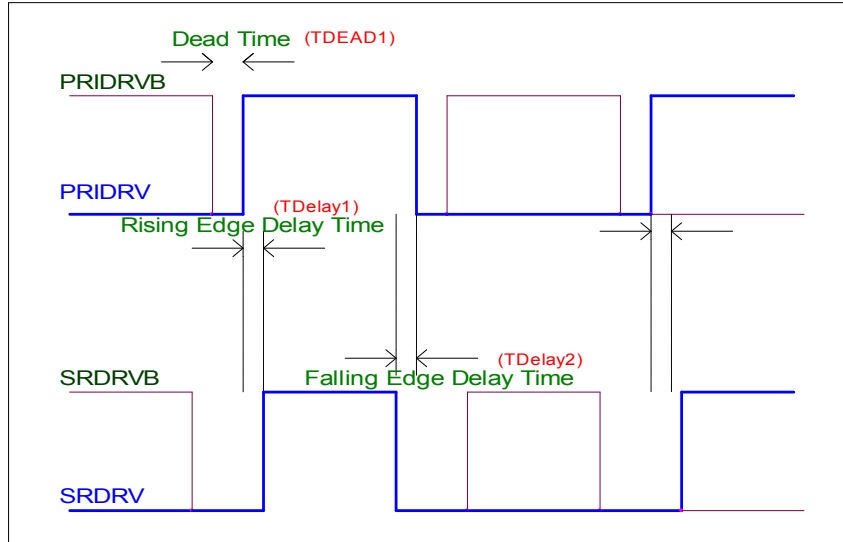 Dead Time (TDEAD1)
PRIDRVB
PRIDRV
(TDelay1)
Rising Edge Delay Time
(TDelay2)
SRDRVB
Falling Edge Delay Time
SRDRV